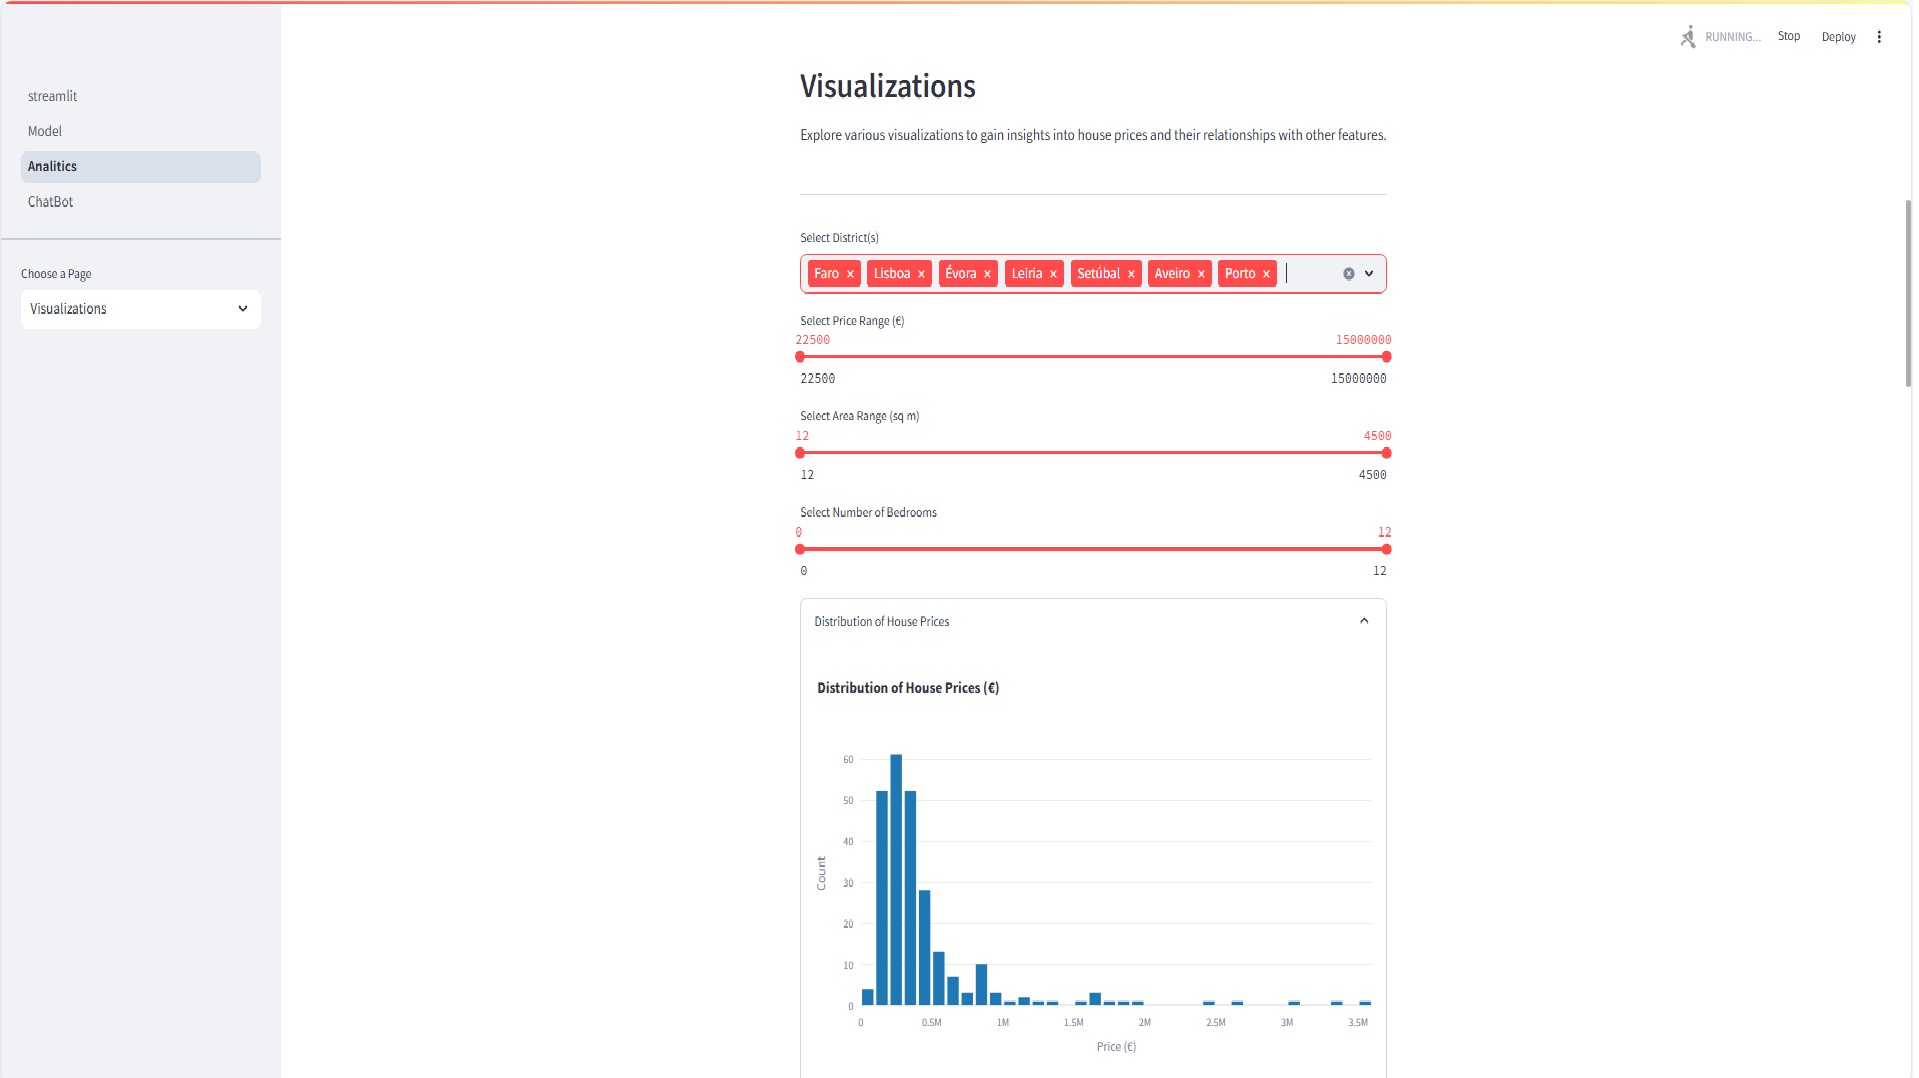 RUNNING...
Stop
Deploy
streamlit
Model
Analitics
ChatBot
Choose a Page
Visualizations
Visualizations
Explore various visualizations to gain insights into house prices and their relationships with other features.
Select District(s)
Faro × Lisboa × Évora × Leiria × Setúbal × Aveiro × Porto ×
Select Price Range (€)
22500 15000000
22500 15000000
Select Area Range (sq m)
12 4500
12 4500
Select Number of Bedrooms
0 12
0 12
Distribution of House Prices
Distribution of House Prices (€)
60
50
40
30
20
10
0
Count
0 0.5M 1M 1.5M 2M 2.5M 3M 3.5M
Price (€)